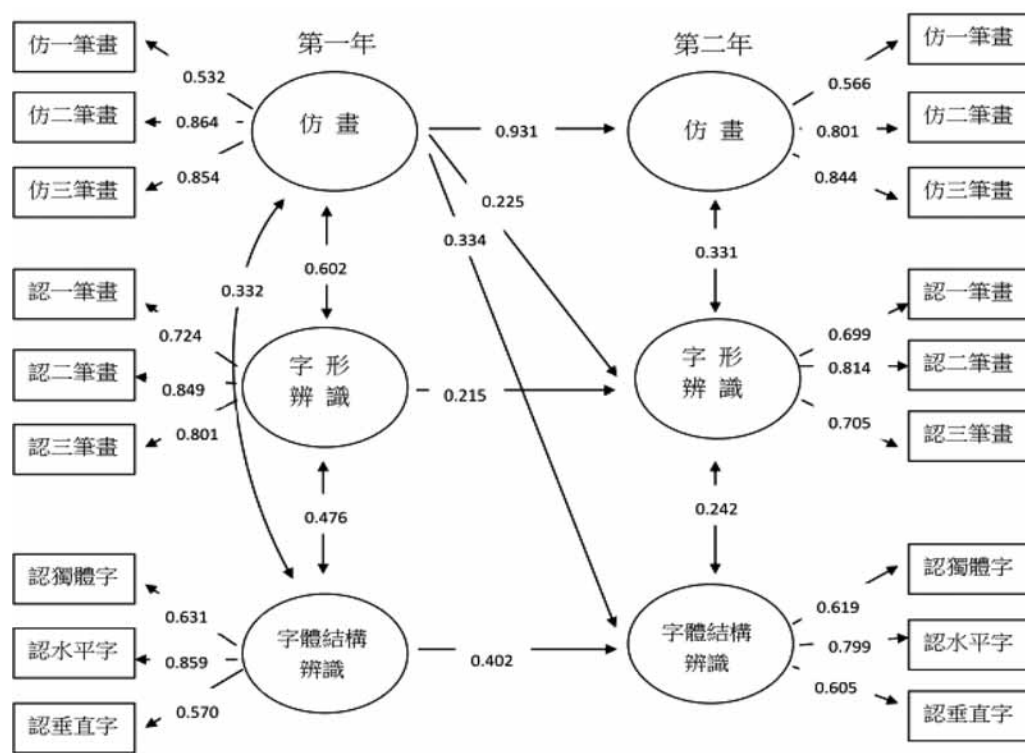 第一年
第二年
仿一筆畫
仿二筆畫
仿三筆畫
0.532
0.864
0.854
仿 畫
0.931
仿 畫
0.566
0.801
0.844
仿一筆畫
仿二筆畫
仿三筆畫
0.225
0.334
0.332
0.602
0.331
認一筆畫
認二筆畫
認三筆畫
0.724
0.849
0.801
字 形
辨 識
0.215
字 形
辨 識
0.699
0.814
0.705
認一筆畫
認二筆畫
認三筆畫
0.476
0.242
認獨體字
認水平字
認垂直字
0.631
0.859
0.570
字體結構
辨識
0.402
字體結構
辨識
0.619
0.799
0.605
認獨體字
認水平字
認垂直字